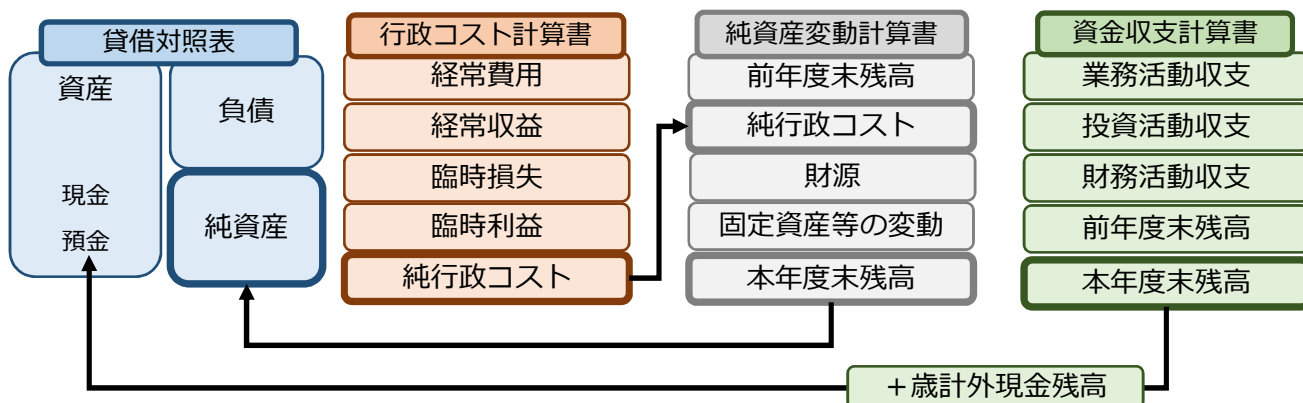 貸借対照表
資産
現金
預金
負債
純資産
行政コスト計算書
経常費用
経常収益
臨時損失
臨時利益
純行政コスト
純資産変動計算書
前年度末残高
純行政コスト
財源
固定資産等の変動
本年度末残高
資金収支計算書
業務活動収支
投資活動収支
財務活動収支
前年度末残高
本年度末残高
＋歳計外現金残高